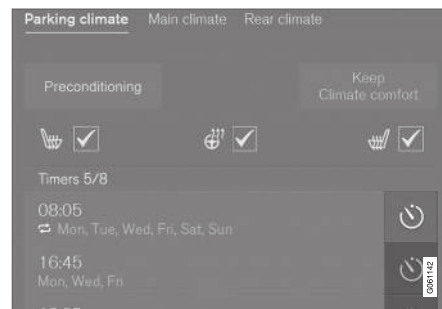 Parking climate Main climate Rear climate
Preconditioning
Keep
Climate comfort
Timers 5/8
08:05
Mon, Tue, Wed, Fri, Sat, Sun
16:45
Mon, Wed, Fri
G061142